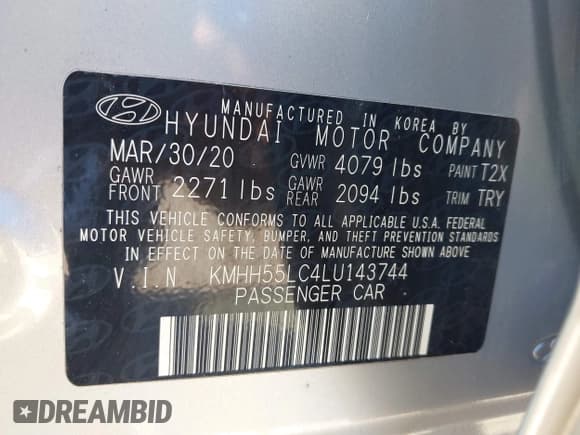 MANUFACTURED IN KOREA BY
HYUNDAI MOTOR COMPANY
MAR/30/20 GVWR 4079 lbs PAINT T2X
GAWR FRONT 2271 lbs GAWR REAR 2094 lbs TRIM TRY
THIS VEHICLE CONFORMS TO ALL APPLICABLE U.S.A. FEDERAL
MOTOR VEHICLE SAFETY, BUMPER, AND THEFT PREVENTION STANDARDS
IN EFFECT ON THE DATE OF MANUFACTURE SHOWN ABOVE
V.I.N KMHH55LC4LU143744
PASSENGER CAR
DREAMBID